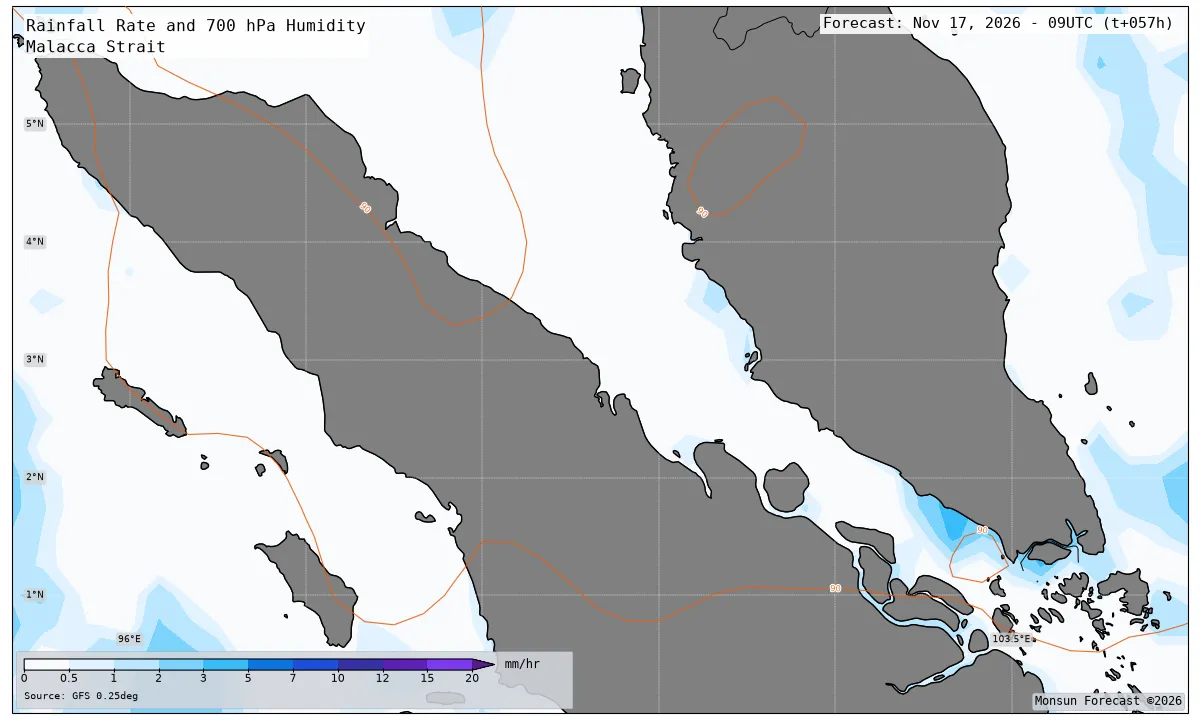 Rainfall Rate and 700 hPa Humidity
Malacca Strait
Forecast: Nov 17, 2026 - 09UTC (t+057h)
5°N
90
90
4°N
3°N
2°N
90
1°N
90
96°E
103.5°E
mm/hr
0 0.5 1 2 3 5 7 10 12 15 20
Source: GFS 0.25deg
Monsun Forecast ©2026